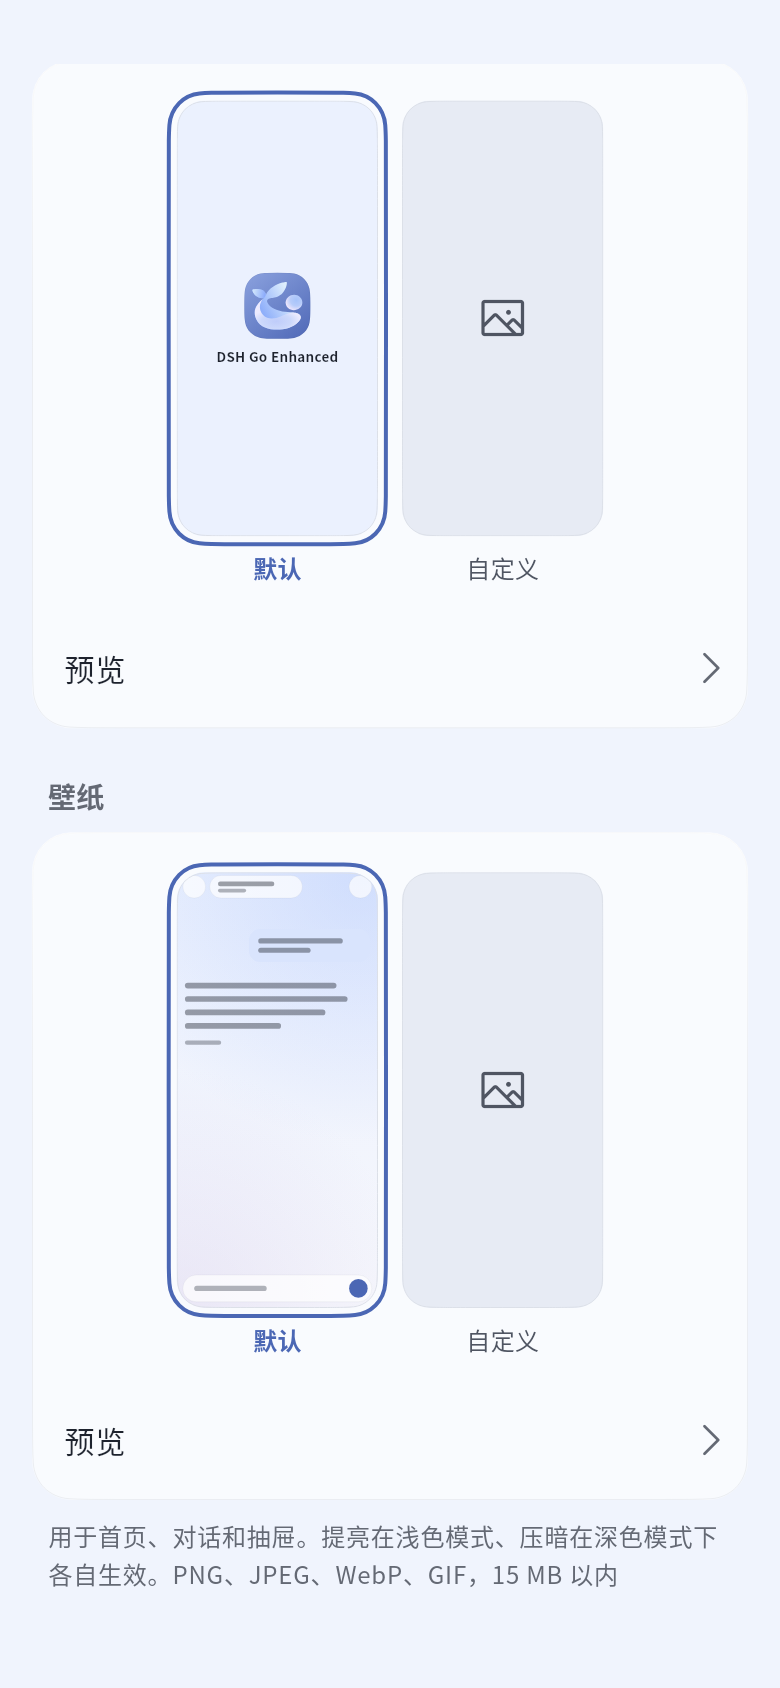 DSH Go Enhanced
默认 自定义
预览
壁纸
默认 自定义
预览
用于首页、对话和抽屉。提亮在浅色模式、压暗在深色模式下
各自生效。PNG、JPEG、WebP、GIF，15 MB 以内